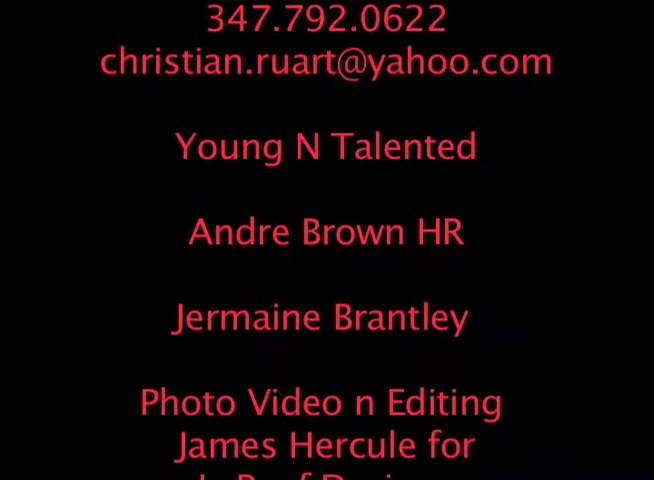 347.792.0622
christian.ruart@yahoo.com
Young N Talented
Andre Brown HR
Jermaine Brantley
Photo Video n Editing
James Hercule for